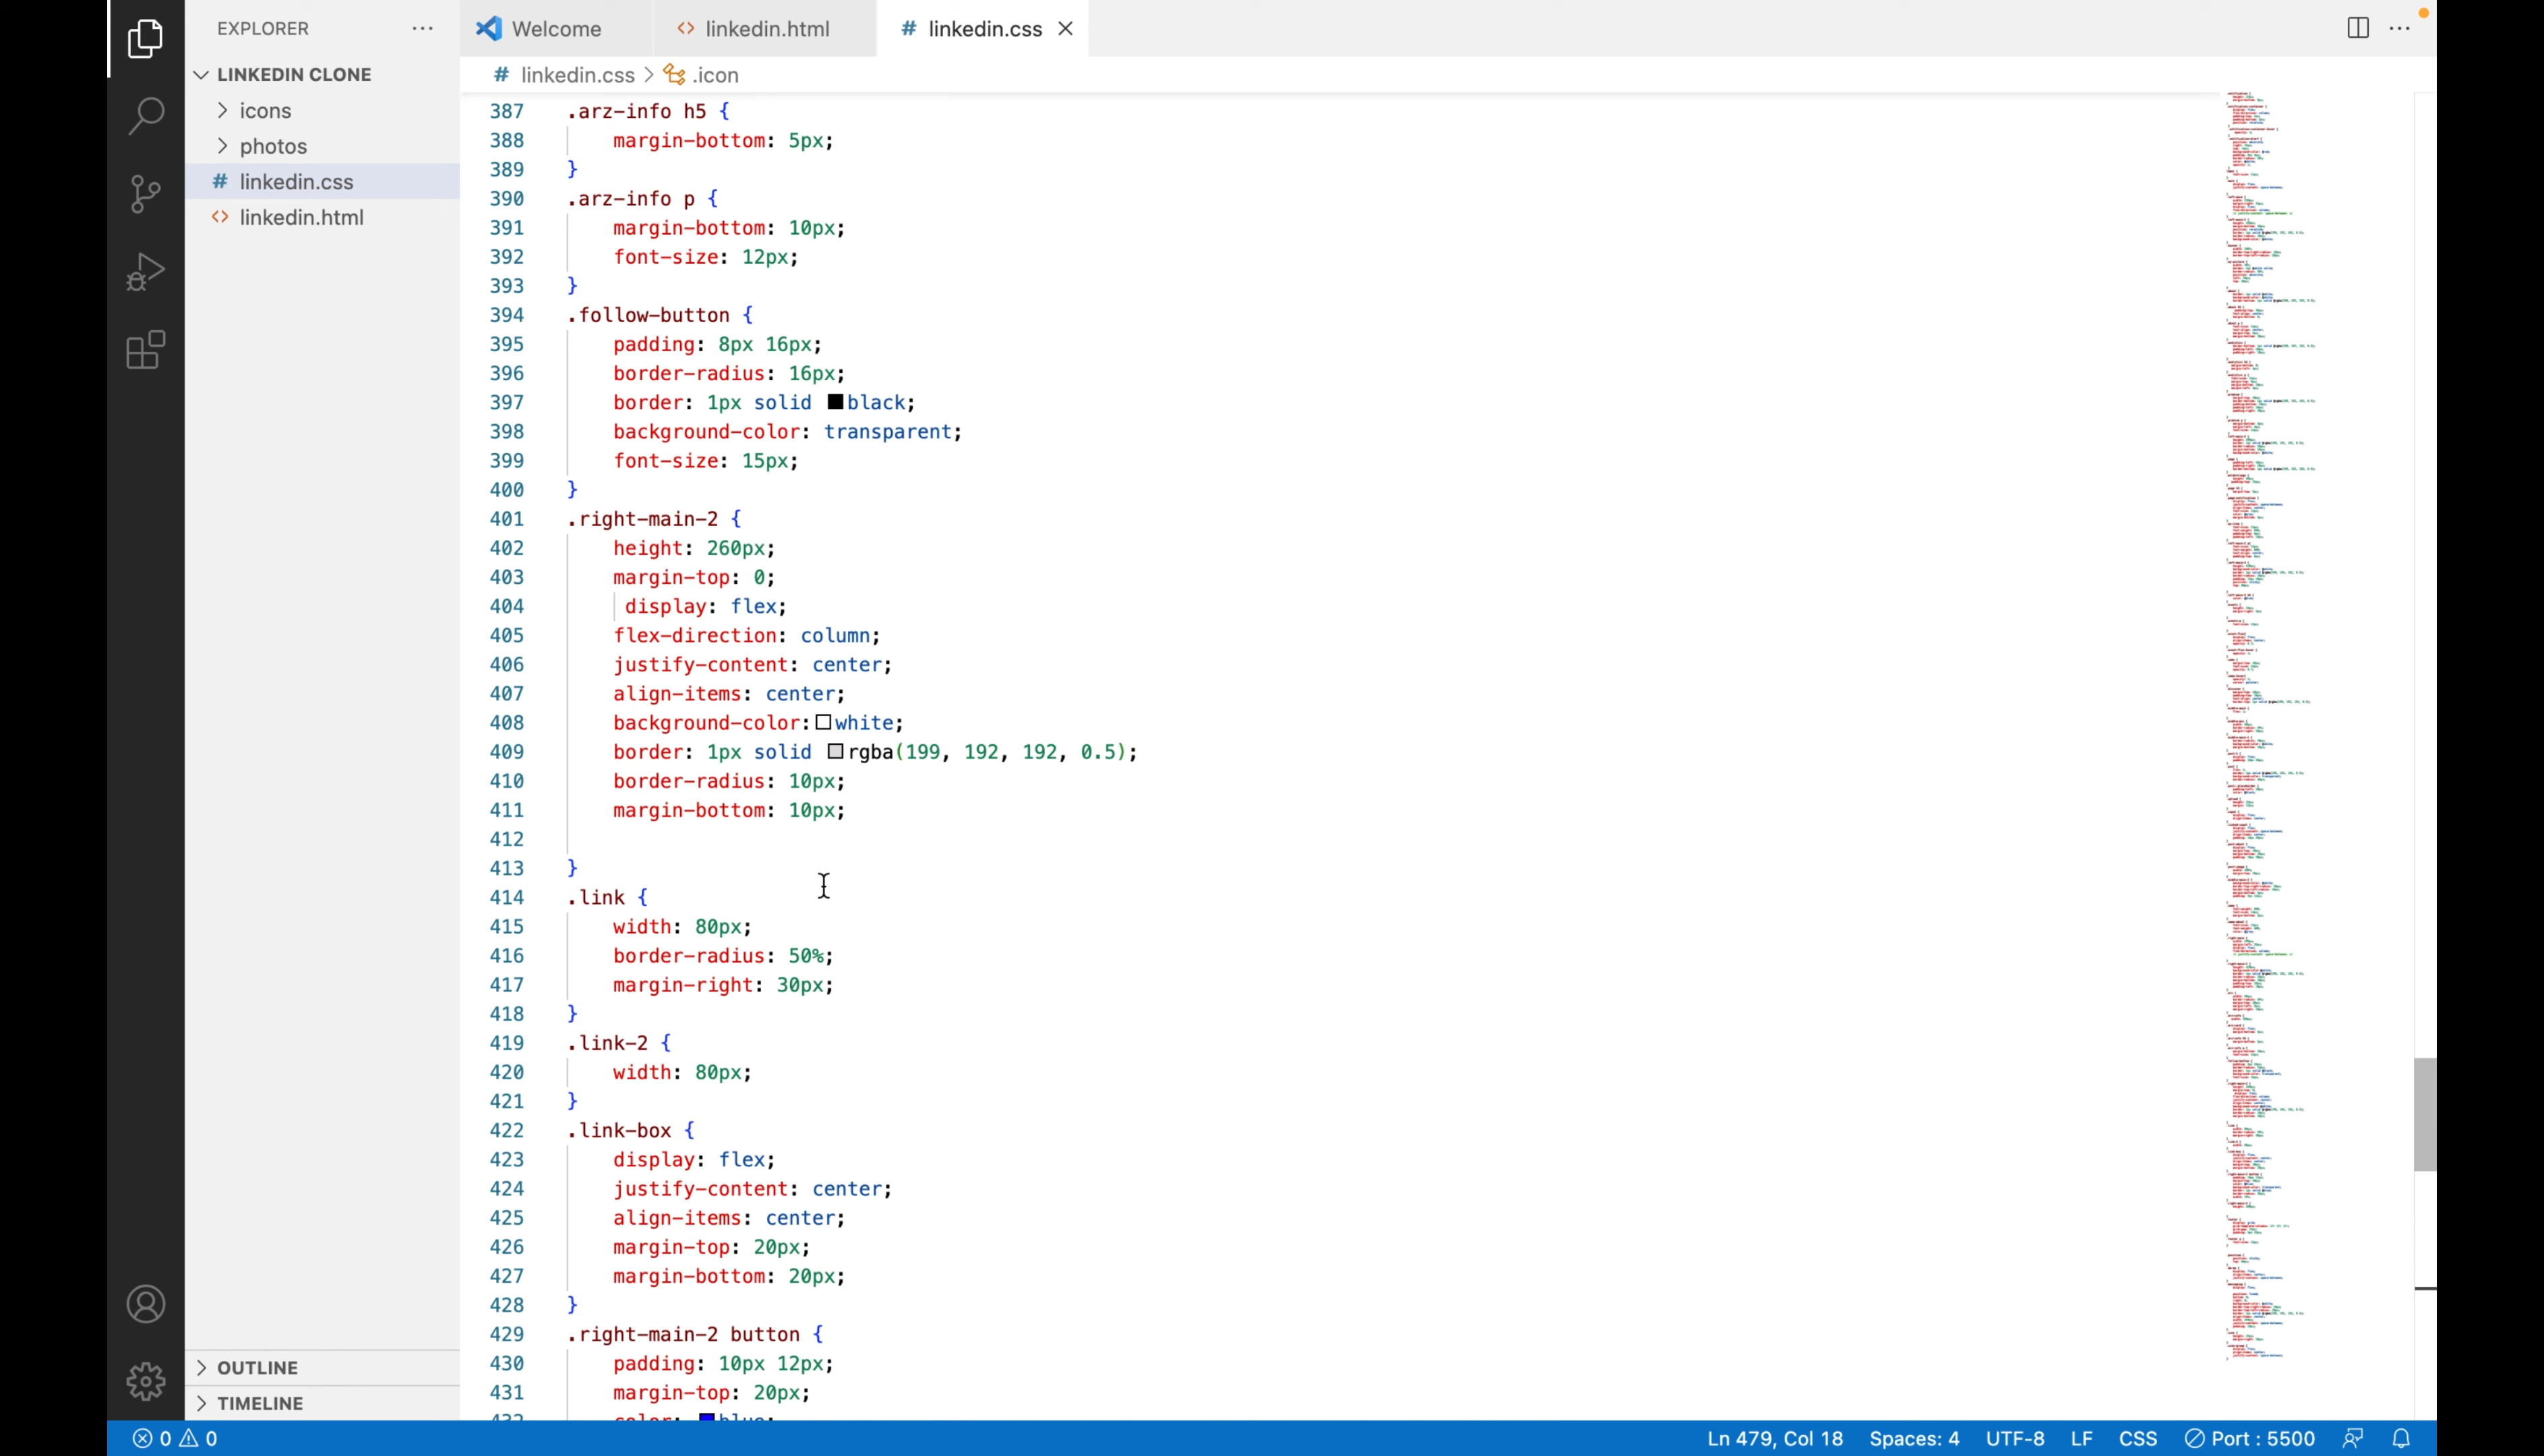 EXPLORER
LINKEDIN CLONE
icons
photos
# linkedin.css
<> linkedin.html
OUTLINE
TIMELINE
Welcome
<> linkedin.html
# linkedin.css
# linkedin.css > .icon
387 .arz-info h5 {
388 margin-bottom: 5px;
389 }
390 .arz-info p {
391 margin-bottom: 10px;
392 font-size: 12px;
393 }
394 .follow-button {
395 padding: 8px 16px;
396 border-radius: 16px;
397 border: 1px solid black;
398 background-color: transparent;
399 font-size: 15px;
400 }
401 .right-main-2 {
402 height: 260px;
403 margin-top: 0;
404 display: flex;
405 flex-direction: column;
406 justify-content: center;
407 align-items: center;
408 background-color: white;
409 border: 1px solid rgba(199, 192, 192, 0.5);
410 border-radius: 10px;
411 margin-bottom: 10px;
412
413 }
414 .link {
415 width: 80px;
416 border-radius: 50%;
417 margin-right: 30px;
418 }
419 .link-2 {
420 width: 80px;
421 }
422 .link-box {
423 display: flex;
424 justify-content: center;
425 align-items: center;
426 margin-top: 20px;
427 margin-bottom: 20px;
428 }
429 .right-main-2 button {
430 padding: 10px 12px;
431 margin-top: 20px;
432 color: blue;
0 0
Ln 479, Col 18 Spaces: 4 UTF-8 LF CSS Port : 5500